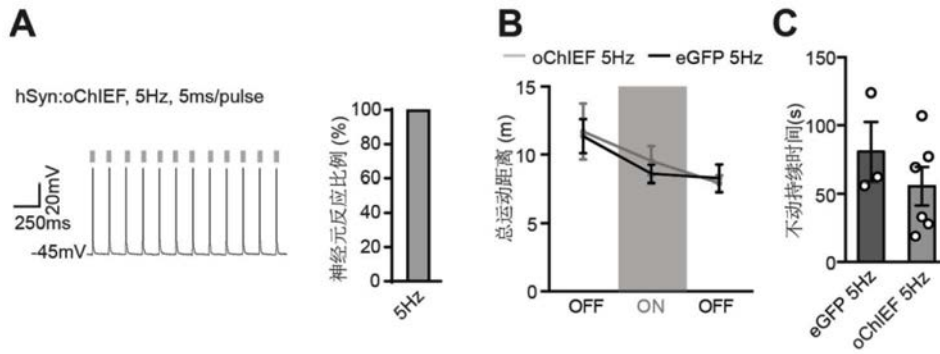 A
hSyn:oChIEF, 5Hz, 5ms/pulse
20mV
250ms
-45mV
神经元反应比例 (%)
100
80
60
40
20
0
5Hz
B
oChIEF 5Hz
eGFP 5Hz
总运动距离 (m)
15
10
5
0
OFF
ON
OFF
C
不动持续时间(s)
150
100
50
0
eGFP 5Hz
oChIEF 5Hz